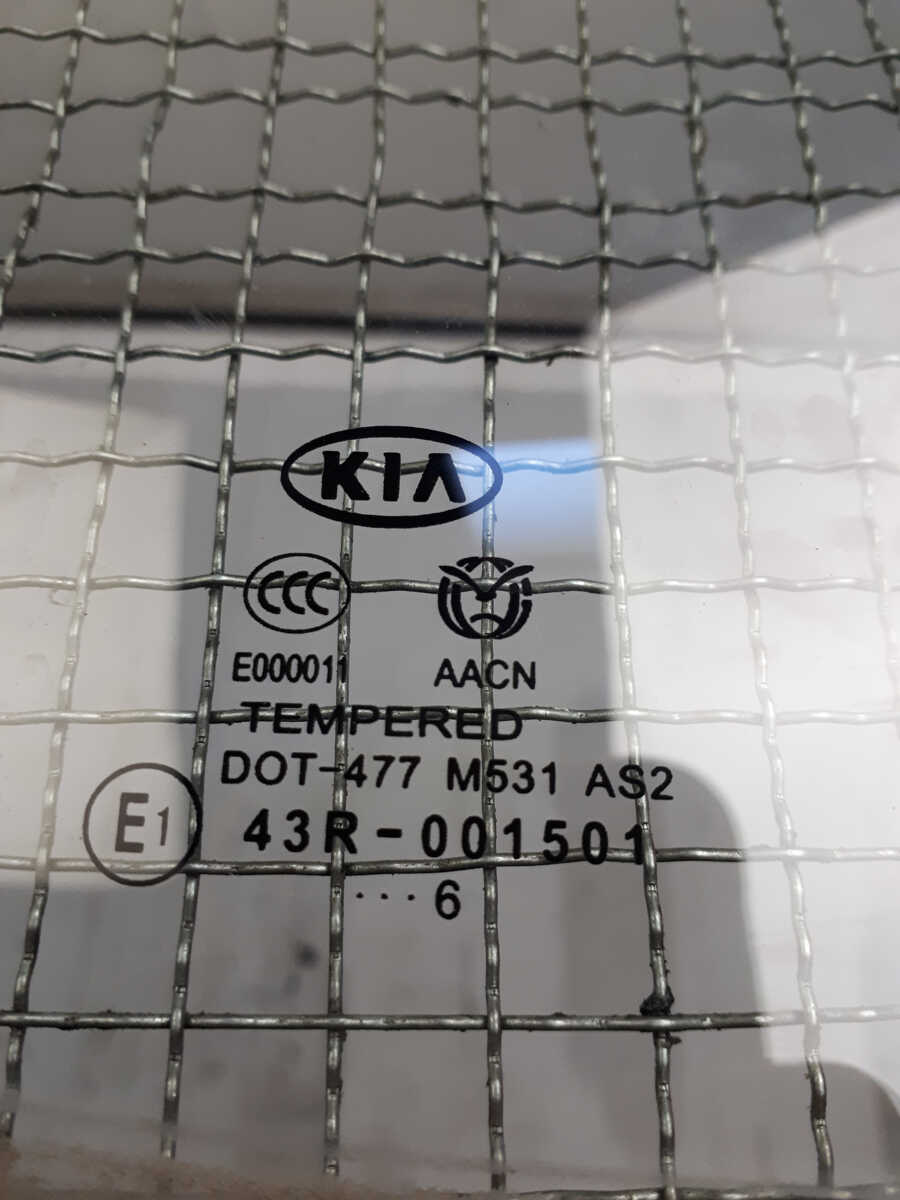 KIA
CCC
E000011 AACN
TEMPERED
DOT-477 M531 AS2
E1 43R-001501
...6